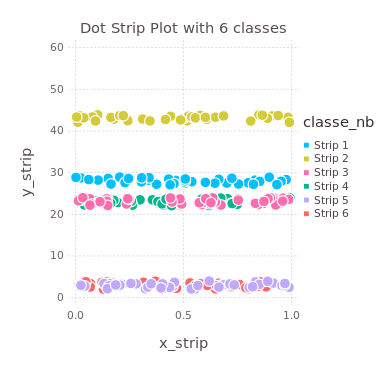 Dot Strip Plot with 6 classes
60
50
40
30
20
10
0
y_strip
0.0
0.5
1.0
x_strip
classe_nb
Strip 1
Strip 2
Strip 3
Strip 4
Strip 5
Strip 6